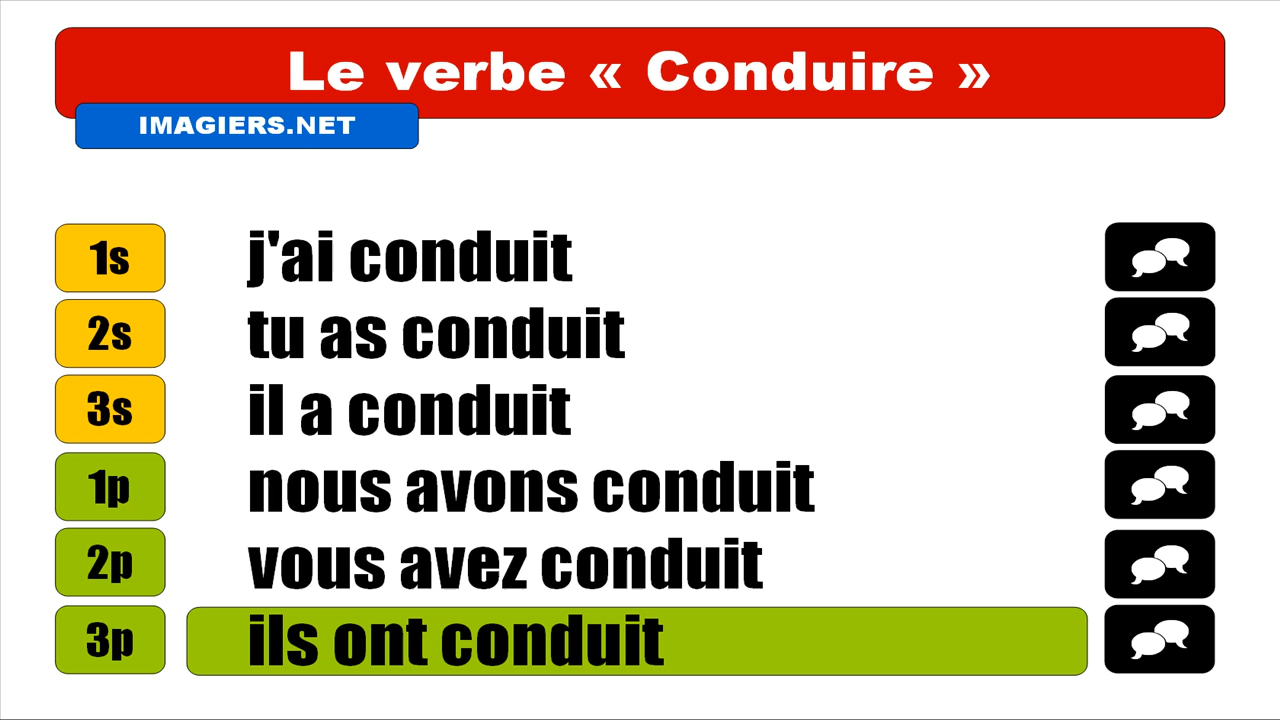 Le verbe « Conduire »
IMAGIERS.NET
1s j'ai conduit
2s tu as conduit
3s il a conduit
1p nous avons conduit
2p vous avez conduit
3p ils ont conduit